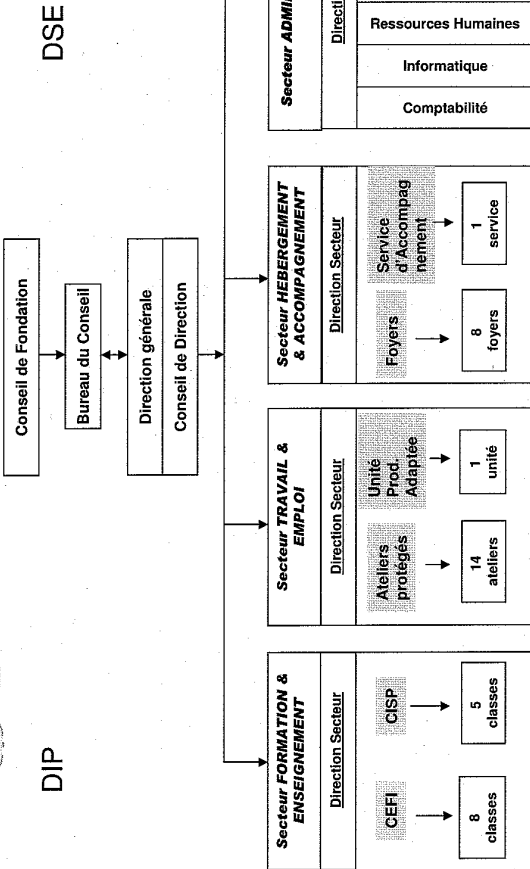 DIP
DSE
Conseil de Fondation
Bureau du Conseil
Direction générale
Conseil de Direction
Secteur FORMATION &
ENSEIGNEMENT
Direction Secteur
CEFI
CISP
8
classes
5
classes
Secteur TRAVAIL &
EMPLOI
Direction Secteur
Ateliers
protégés
Unité
Prod.
Adaptée
14
ateliers
1
unité
Secteur HEBERGEMENT
& ACCOMPAGNEMENT
Direction Secteur
Foyers
Service
d'Accompag
nement
8
foyers
1
service
Secteur
Ressources Humaines
Informatique
Comptabilité